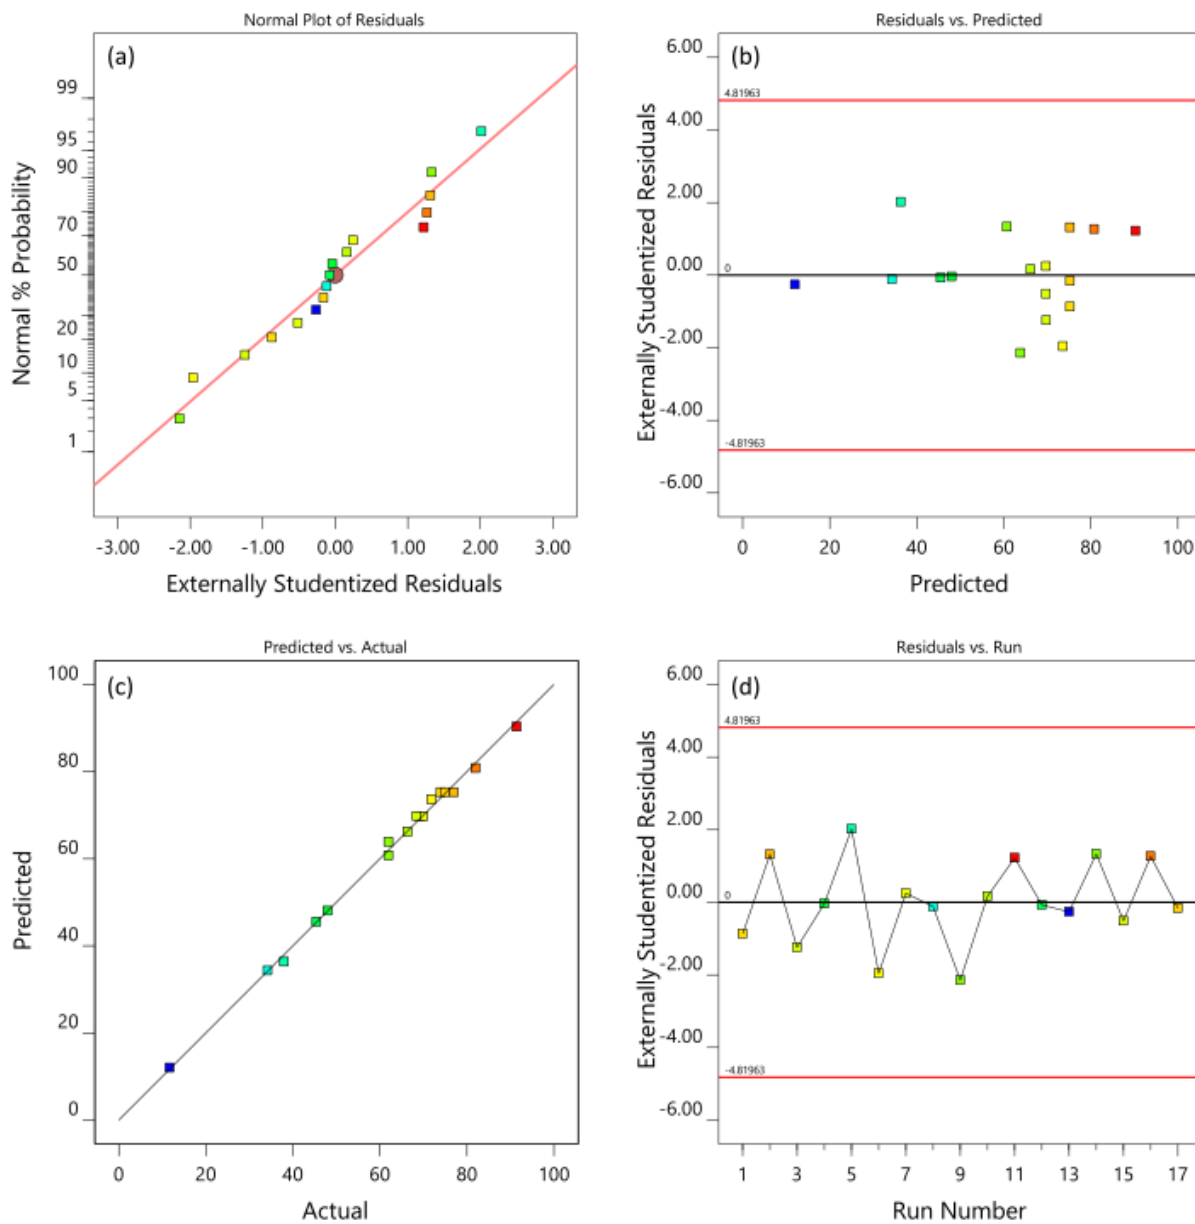 Normal Plot of Residuals
(a)
Normal % Probability
99
95
90
70
50
20
10
5
1
-3.00 -2.00 -1.00 0.00 1.00 2.00 3.00
Externally Studentized Residuals
Residuals vs. Predicted
(b)
Externally Studentized Residuals
6.00
4.81963
4.00
2.00
0.00
0
-2.00
-4.00
-4.81963
-6.00
0 20 40 60 80 100
Predicted
Predicted vs. Actual
(c)
Predicted
100
80
60
40
20
0
0 20 40 60 80 100
Actual
Residuals vs. Run
(d)
Externally Studentized Residuals
6.00
4.81963
4.00
2.00
0.00
0
-2.00
-4.00
-4.81963
-6.00
1 3 5 7 9 11 13 15 17
Run Number